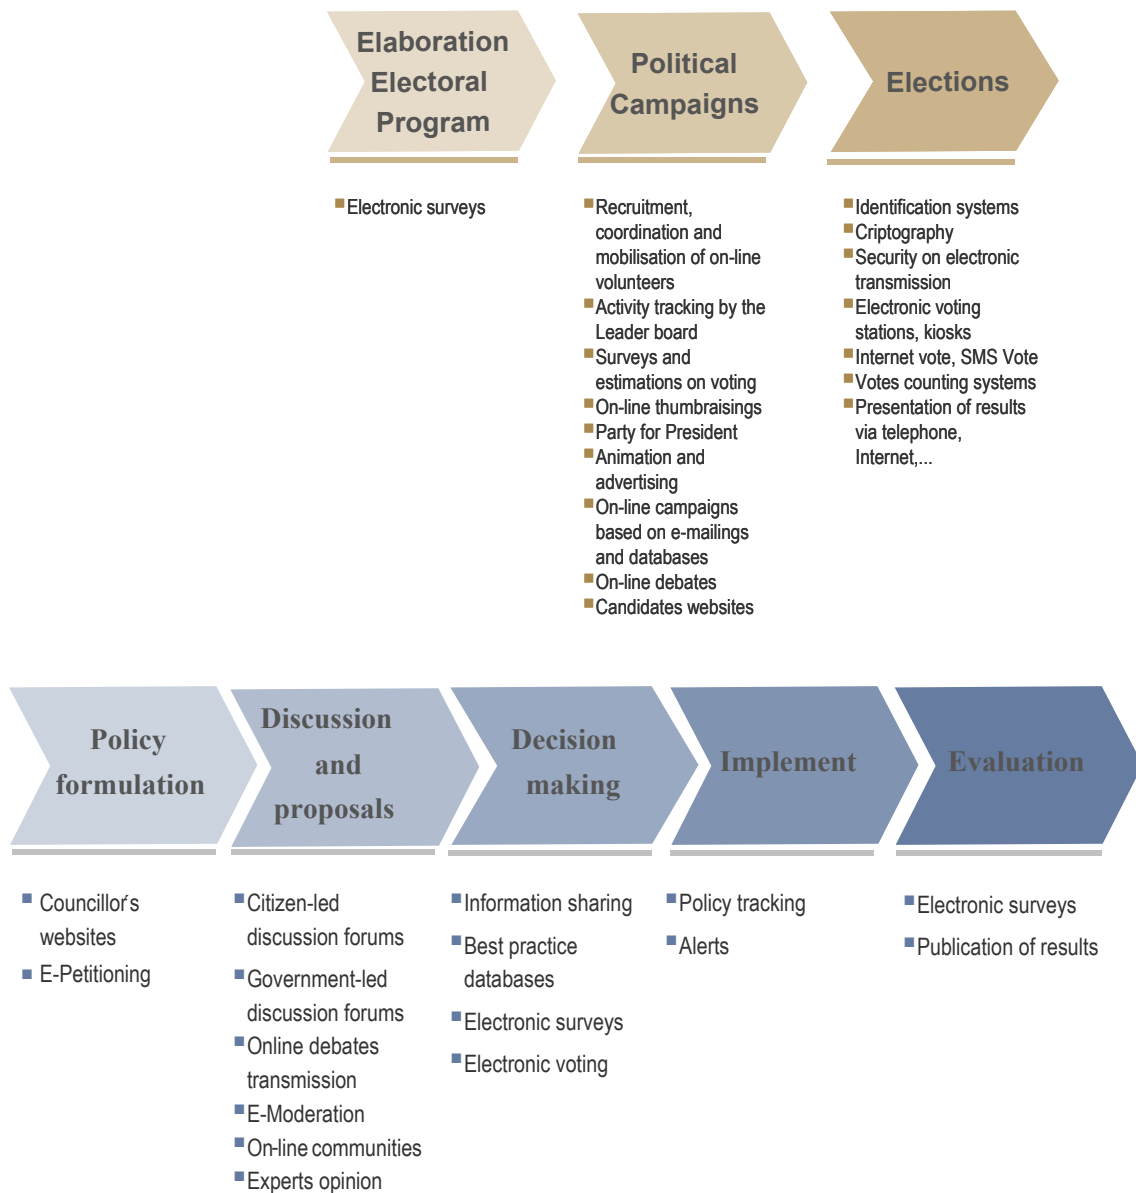 Elaboration
Electoral
Program
Political
Campaigns
Elections
Electronic surveys
Recruitment,
coordination and
mobilisation of on-line
volunteers
Activity tracking by the
Leader board
Surveys and
estimations on voting
On-line thumbraisings
Party for President
Animation and
advertising
On-line campaigns
based on e-mailings
and databases
On-line debates
Candidates websites
Identification systems
Criptography
Security on electronic
transmission
Electronic voting
stations, kiosks
Internet vote, SMS Vote
Votes counting systems
Presentation of results
via telephone,
Internet,...
Policy
formulation
Discussion
and
proposals
Decision
making
Implement
Evaluation
Councillor's
websites
E-Petitioning
Citizen-led
discussion forums
Government-led
discussion forums
Online debates
transmission
E-Moderation
On-line communities
Experts opinion
Information sharing
Best practice
databases
Electronic surveys
Electronic voting
Policy tracking
Alerts
Electronic surveys
Publication of results